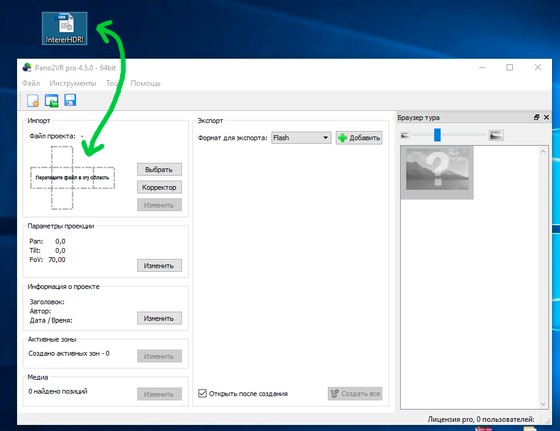 IntererHDRI
Pano2VR pro 4.5.0 - 64bit
Файл Инструменты Тоцл Помощь
Импорт
Файл проекта: -
Перетащите файл в эту область
Выбрать
Корректор
Изменить
Параметры проекции
Pan: 0,0
Tilt: 0,0
FoV: 70,00
Изменить
Информация о проекте
Заголовок:
Автор:
Дата / Время:
Изменить
Активные зоны
Создано активных зон - 0
Изменить
Медиа
0 найдено позиций
Изменить
Экспорт
Формат для экспорта: Flash Добавить
Открыть после создания
Создать все
Браузер тура
?
Лицензия pro, 0 пользователей: